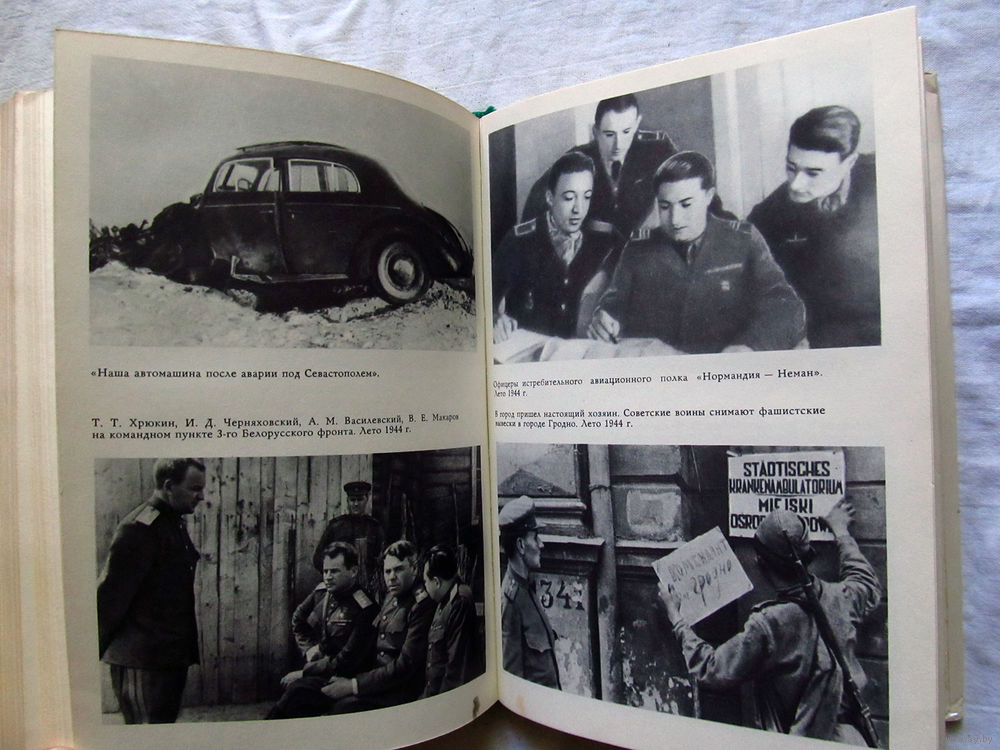 «Наша автомашина после аварии под Севастополем».
Т. Т. Хрюкин, И. Д. Черняховский, А. М. Василевский, В. Е. Макаров
на командном пункте 3-го Белорусского фронта. Лето 1944 г.
Офицеры истребительного авиационного полка «Нормандия — Неман».
Лето 1944 г.
В город пришел настоящий хозяин. Советские воины снимают фашистские
вывески в городе Гродно. Лето 1944 г.
STÄDTISCHES
KRANKENAMBULATORIUM
MIEJSKI
КОМЕНДАНТ
гродно
34